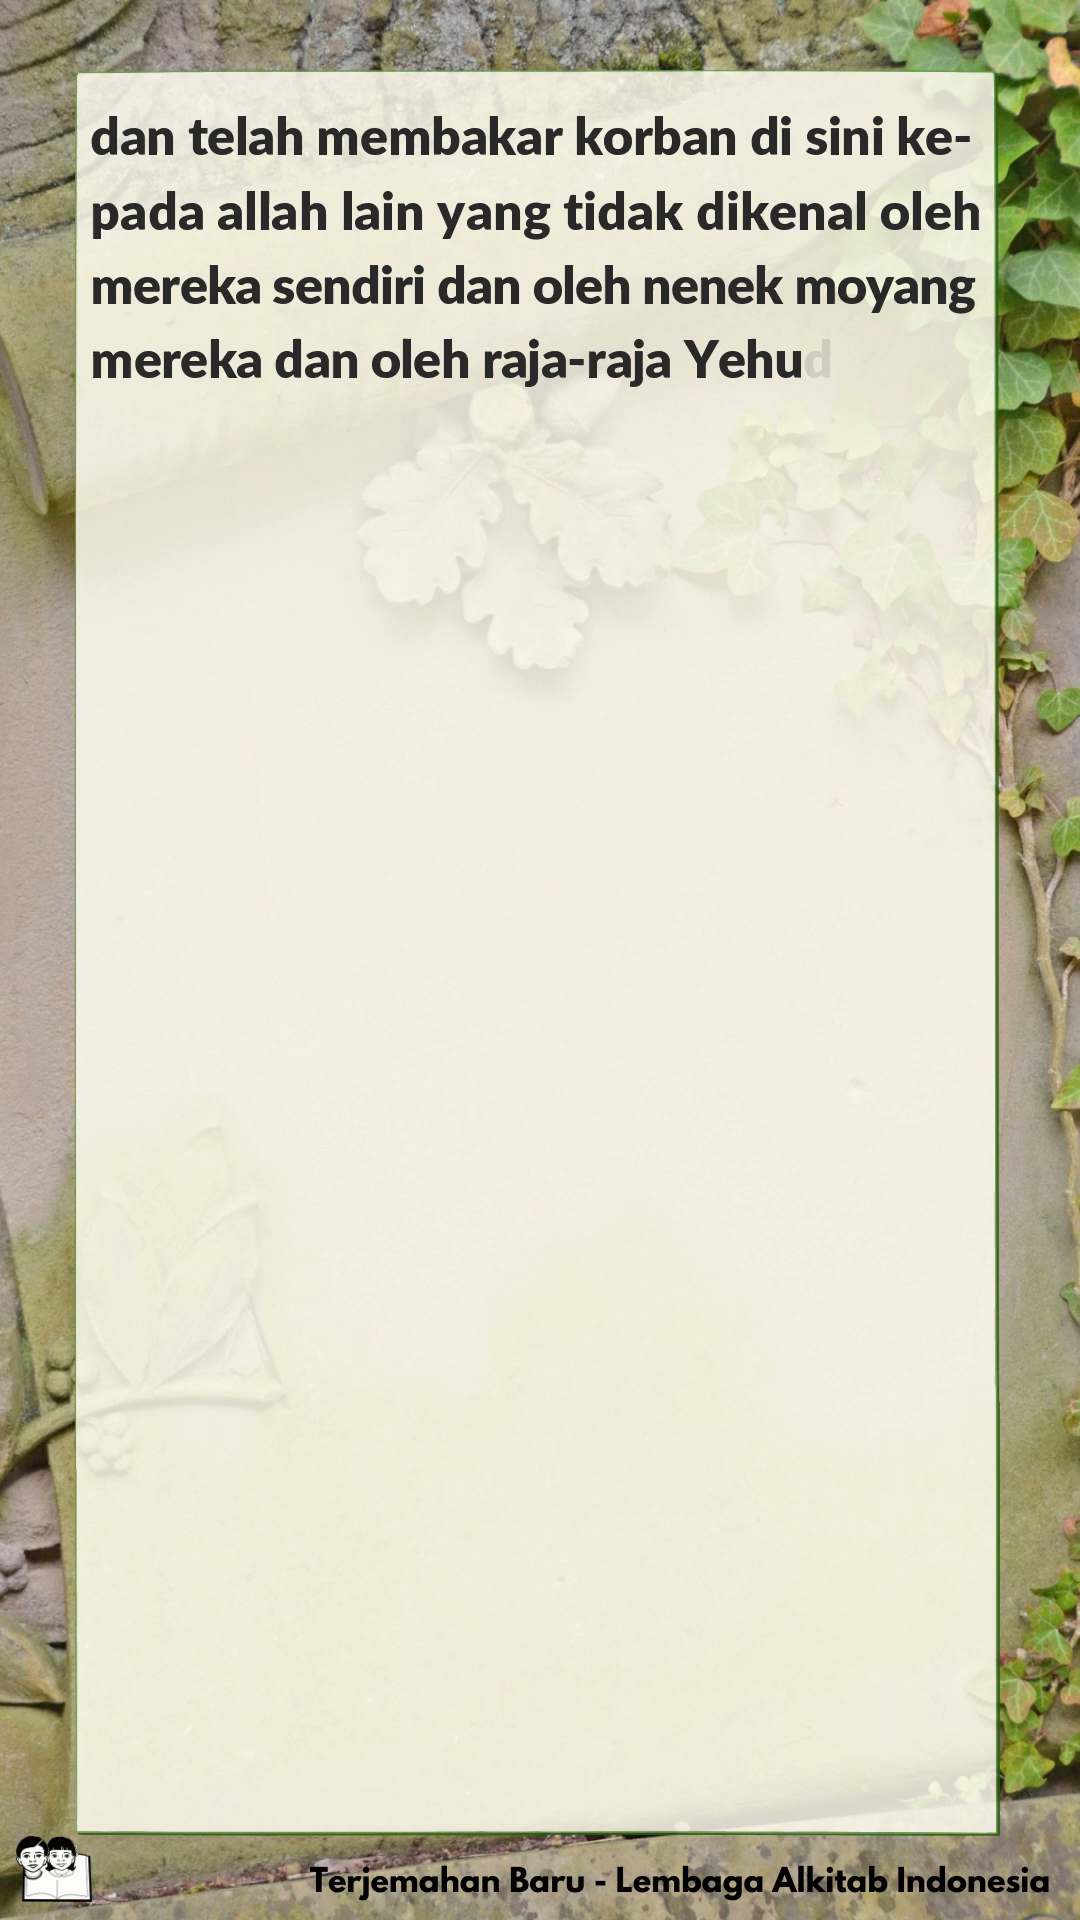 dan telah membakar korban di sini ke-
pada allah lain yang tidak dikenal oleh
mereka sendiri dan oleh nenek moyang
mereka dan oleh raja-raja Yehud
Terjemahan Baru - Lembaga Alkitab Indonesia